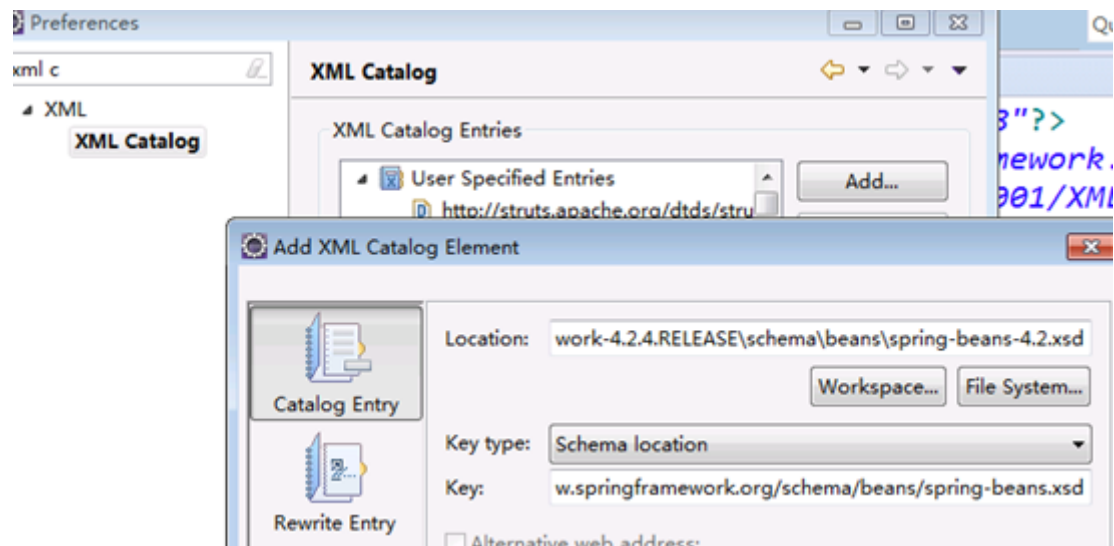 Preferences
Qu
xml c
XML Catalog
XML
XML Catalog
XML Catalog Entries
User Specified Entries
Add...
http://struts.apache.org/dtds/stru
"?>
nework.
001/XML
Add XML Catalog Element
Location:
work-4.2.4.RELEASE\schema\beans\spring-beans-4.2.xsd
Workspace...
File System...
Catalog Entry
Key type:
Schema location
Key:
w.springframework.org/schema/beans/spring-beans.xsd
Rewrite Entry
Alternative web address: